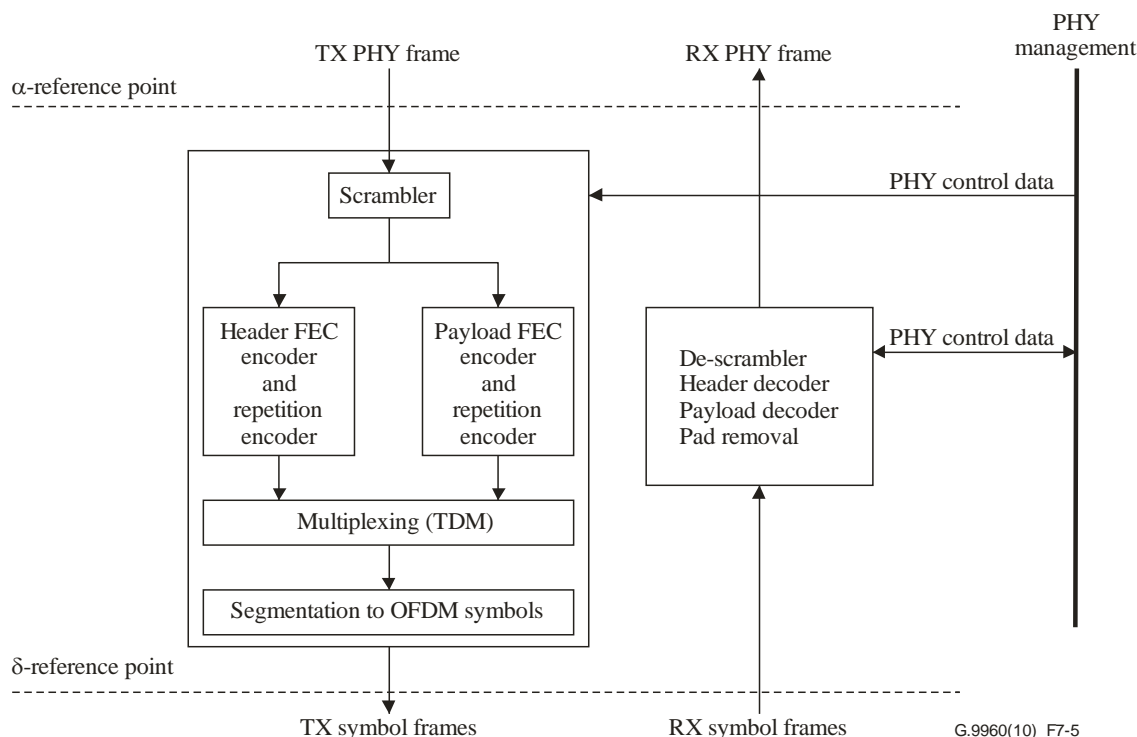 PHY
management
TX PHY frame
RX PHY frame
α-reference point
Scrambler
PHY control data
Header FEC
encoder
and
repetition
encoder
Payload FEC
encoder
and
repetition
encoder
PHY control data
De-scrambler
Header decoder
Payload decoder
Pad removal
Multiplexing (TDM)
Segmentation to OFDM symbols
δ-reference point
TX symbol frames
RX symbol frames
G.9960(10)_F7-5